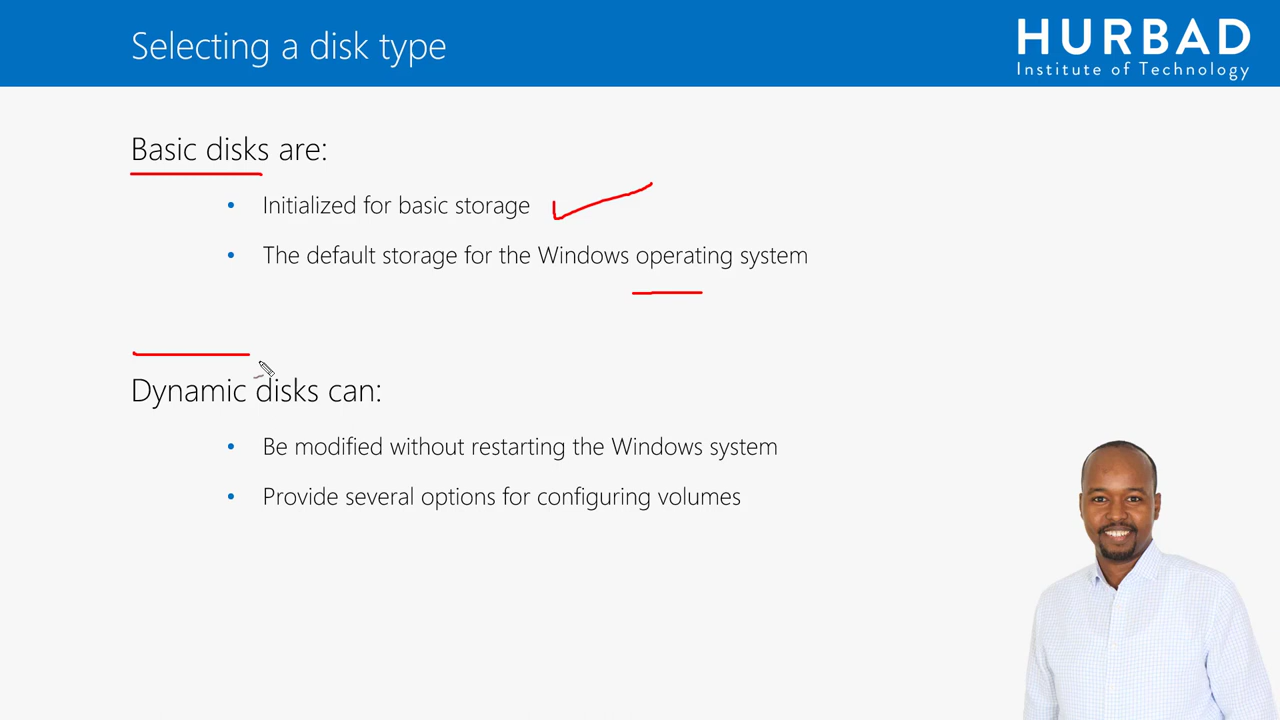 Selecting a disk type
HURBAD
Institute of Technology
Basic disks are:
• Initialized for basic storage
• The default storage for the Windows operating system
Dynamic disks can:
• Be modified without restarting the Windows system
• Provide several options for configuring volumes